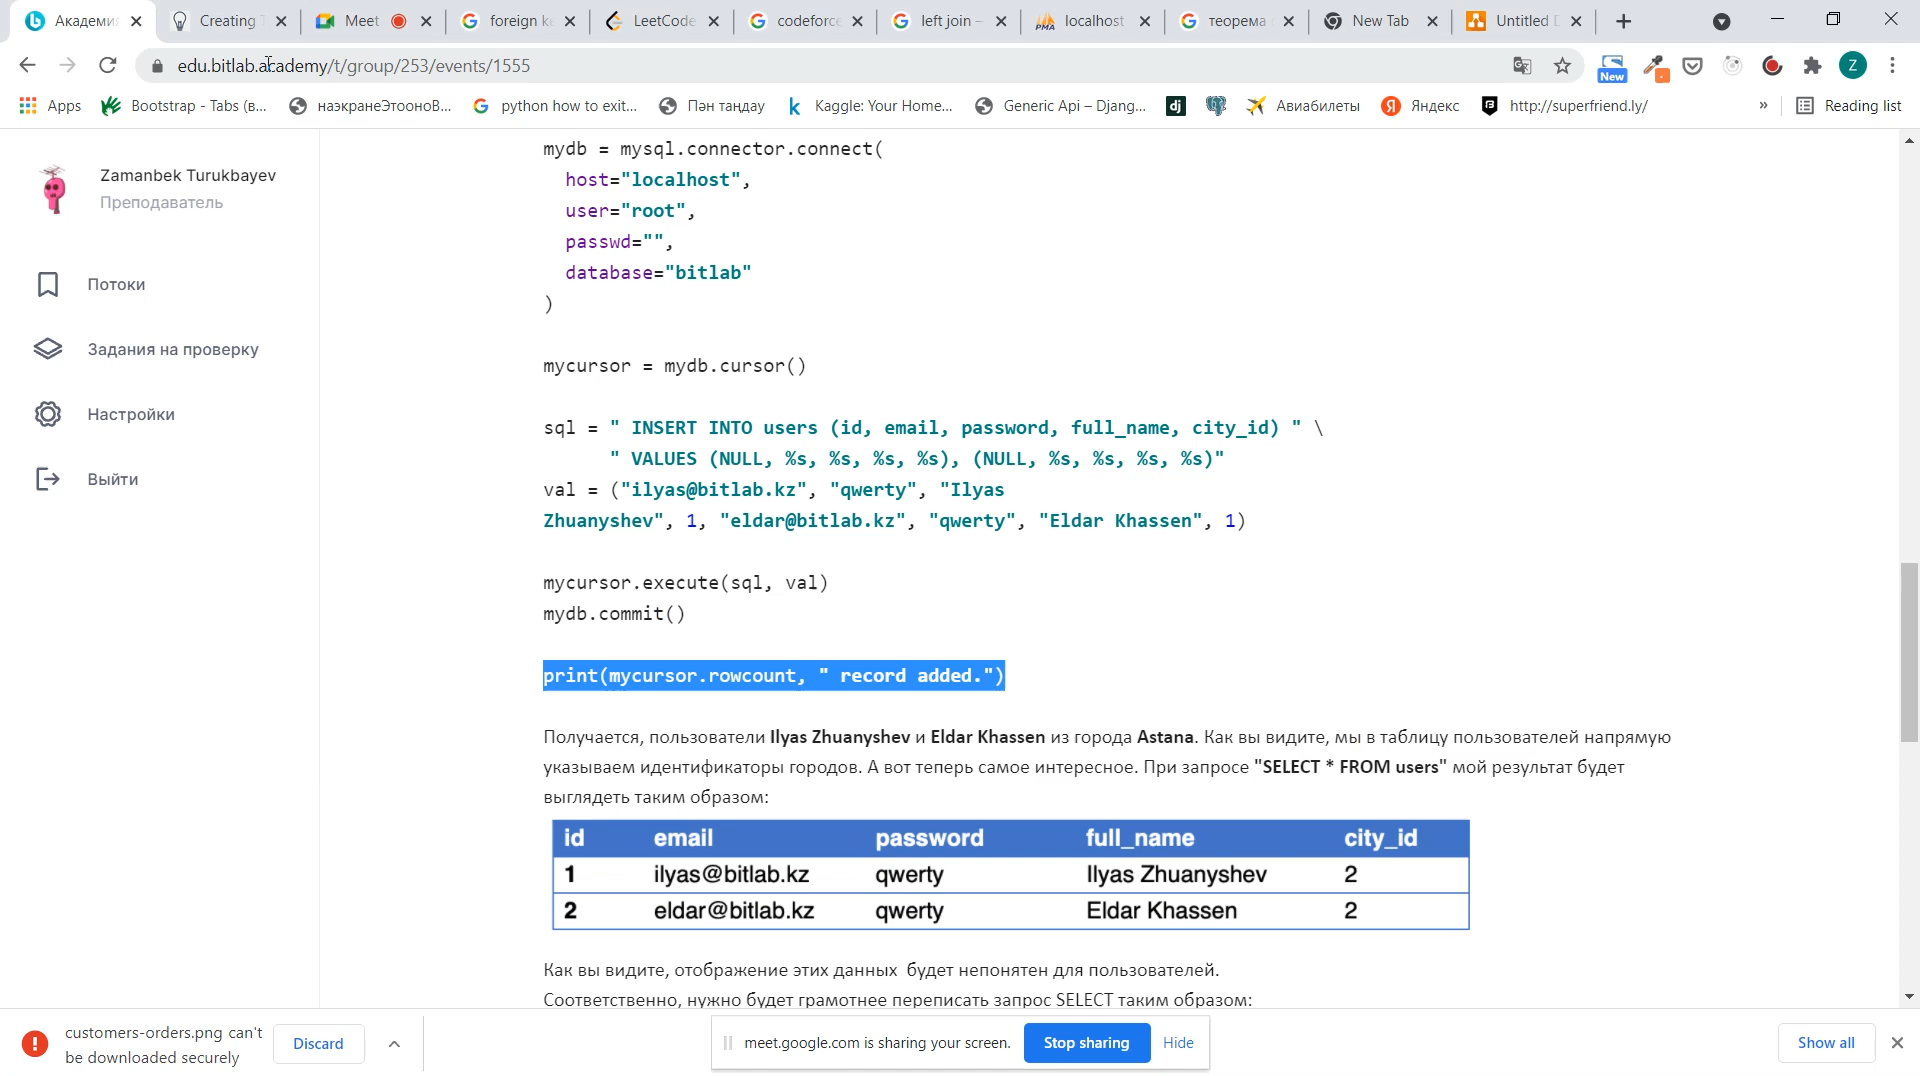 Академия
Creating T
Meet
foreign ke
LeetCode
codeforce
left join –
localhost
теорема
New Tab
Untitled D
edu.bitlab.academy/t/group/253/events/1555
New
Z
Apps
Bootstrap - Tabs (в...
наэкранеЭтооноВ...
python how to exit...
Пән таңдау
Kaggle: Your Home...
Generic Api – Djang...
dj
Авиабилеты
Яндекс
http://superfriend.ly/
»
Reading list
Zamanbek Turukbayev
Преподаватель
Потоки
Задания на проверку
Настройки
Выйти
mydb = mysql.connector.connect(
host="localhost",
user="root",
passwd="",
database="bitlab"
)
mycursor = mydb.cursor()
sql = " INSERT INTO users (id, email, password, full_name, city_id) " \
" VALUES (NULL, %s, %s, %s, %s), (NULL, %s, %s, %s, %s)"
val = ("ilyas@bitlab.kz", "qwerty", "Ilyas
Zhuanyshev", 1, "eldar@bitlab.kz", "qwerty", "Eldar Khassen", 1)
mycursor.execute(sql, val)
mydb.commit()
print(mycursor.rowcount, " record added.")
Получается, пользователи Ilyas Zhuanyshev и Eldar Khassen из города Astana. Как вы видите, мы в таблицу пользователей напрямую
указываем идентификаторы городов. А вот теперь самое интересное. При запросе "SELECT * FROM users" мой результат будет
выглядеть таким образом:
id email password full_name city_id
1 ilyas@bitlab.kz qwerty Ilyas Zhuanyshev 2
2 eldar@bitlab.kz qwerty Eldar Khassen 2
Как вы видите, отображение этих данных будет непонятен для пользователей.
Соответственно, нужно будет грамотнее переписать запрос SELECT таким образом:
customers-orders.png can't
be downloaded securely
Discard
meet.google.com is sharing your screen.
Stop sharing
Hide
Show all